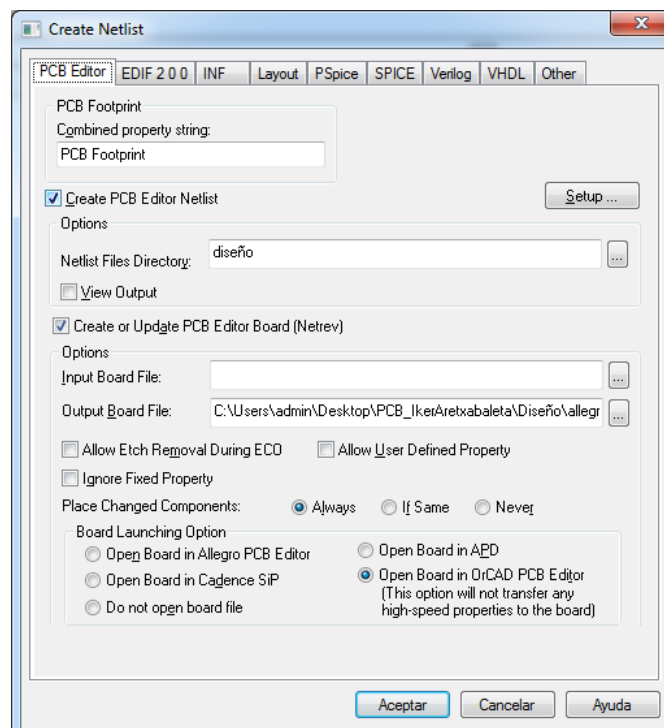 Create Netlist
PCB Editor EDIF 2 0 0 INF Layout PSpice SPICE Verilog VHDL Other
PCB Footprint
Combined property string:
PCB Footprint
Create PCB Editor Netlist
Setup ...
Options
Netlist Files Directory:
diseño
...
View Output
Create or Update PCB Editor Board (Netrev)
Options
Input Board File:
...
Output Board File:
C:\Users\admin\Desktop\PCB_IkerAretxabaleta\Diseño\allegr
...
Allow Etch Removal During ECO
Allow User Defined Property
Ignore Fixed Property
Place Changed Components:
Always
If Same
Never
Board Launching Option
Open Board in Allegro PCB Editor
Open Board in Cadence SiP
Do not open board file
Open Board in APD
Open Board in OrCAD PCB Editor
(This option will not transfer any
high-speed properties to the board)
Aceptar
Cancelar
Ayuda